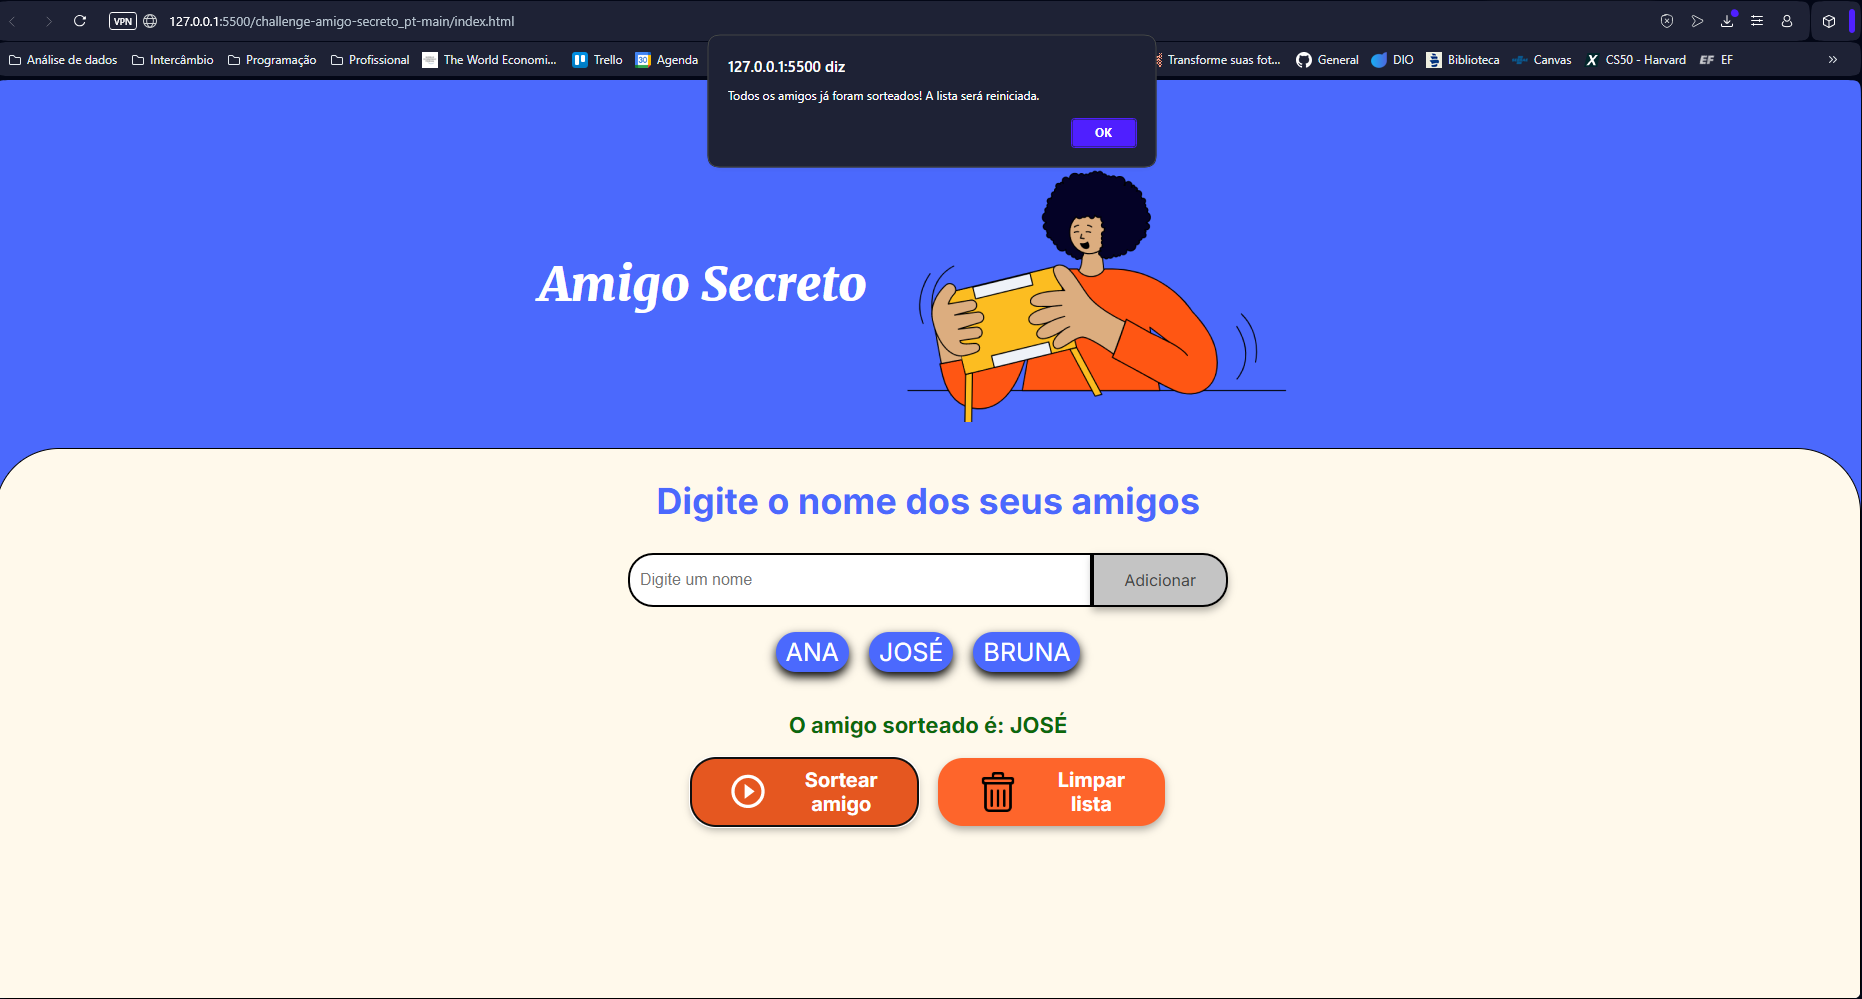 VPN
127.0.0.1:5500/challenge-amigo-secreto_pt-main/index.html
Análise de dados
Intercâmbio
Programação
Profissional
The World Economi...
Trello
30
Agenda
Transforme suas fot...
General
DIO
Biblioteca
Canvas
X
CS50 - Harvard
EF
EF
»
127.0.0.1:5500 diz
Todos os amigos já foram sorteados! A lista será reiniciada.
OK
Amigo Secreto
Digite o nome dos seus amigos
Digite um nome
Adicionar
ANA
JOSÉ
BRUNA
O amigo sorteado é: JOSÉ
Sortear
amigo
Limpar
lista